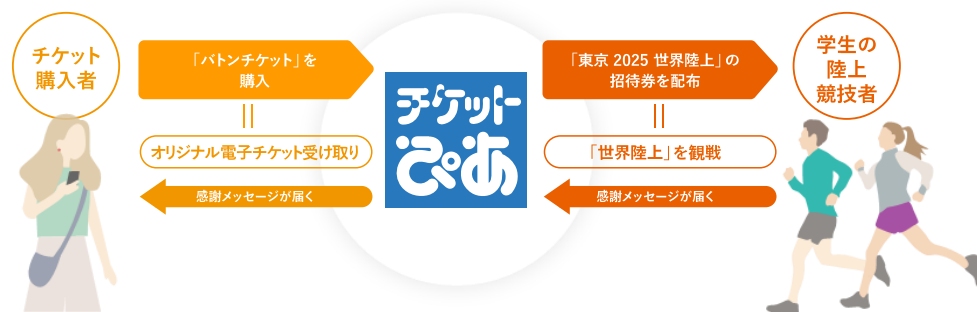 チケット
購入者
「バトンチケット」を
購入
オリジナル電子チケット受け取り
感謝メッセージが届く
チケット
ぴあ
「東京 2025 世界陸上」の
招待券を配布
「世界陸上」を観戦
感謝メッセージが届く
学生の
陸上
競技者